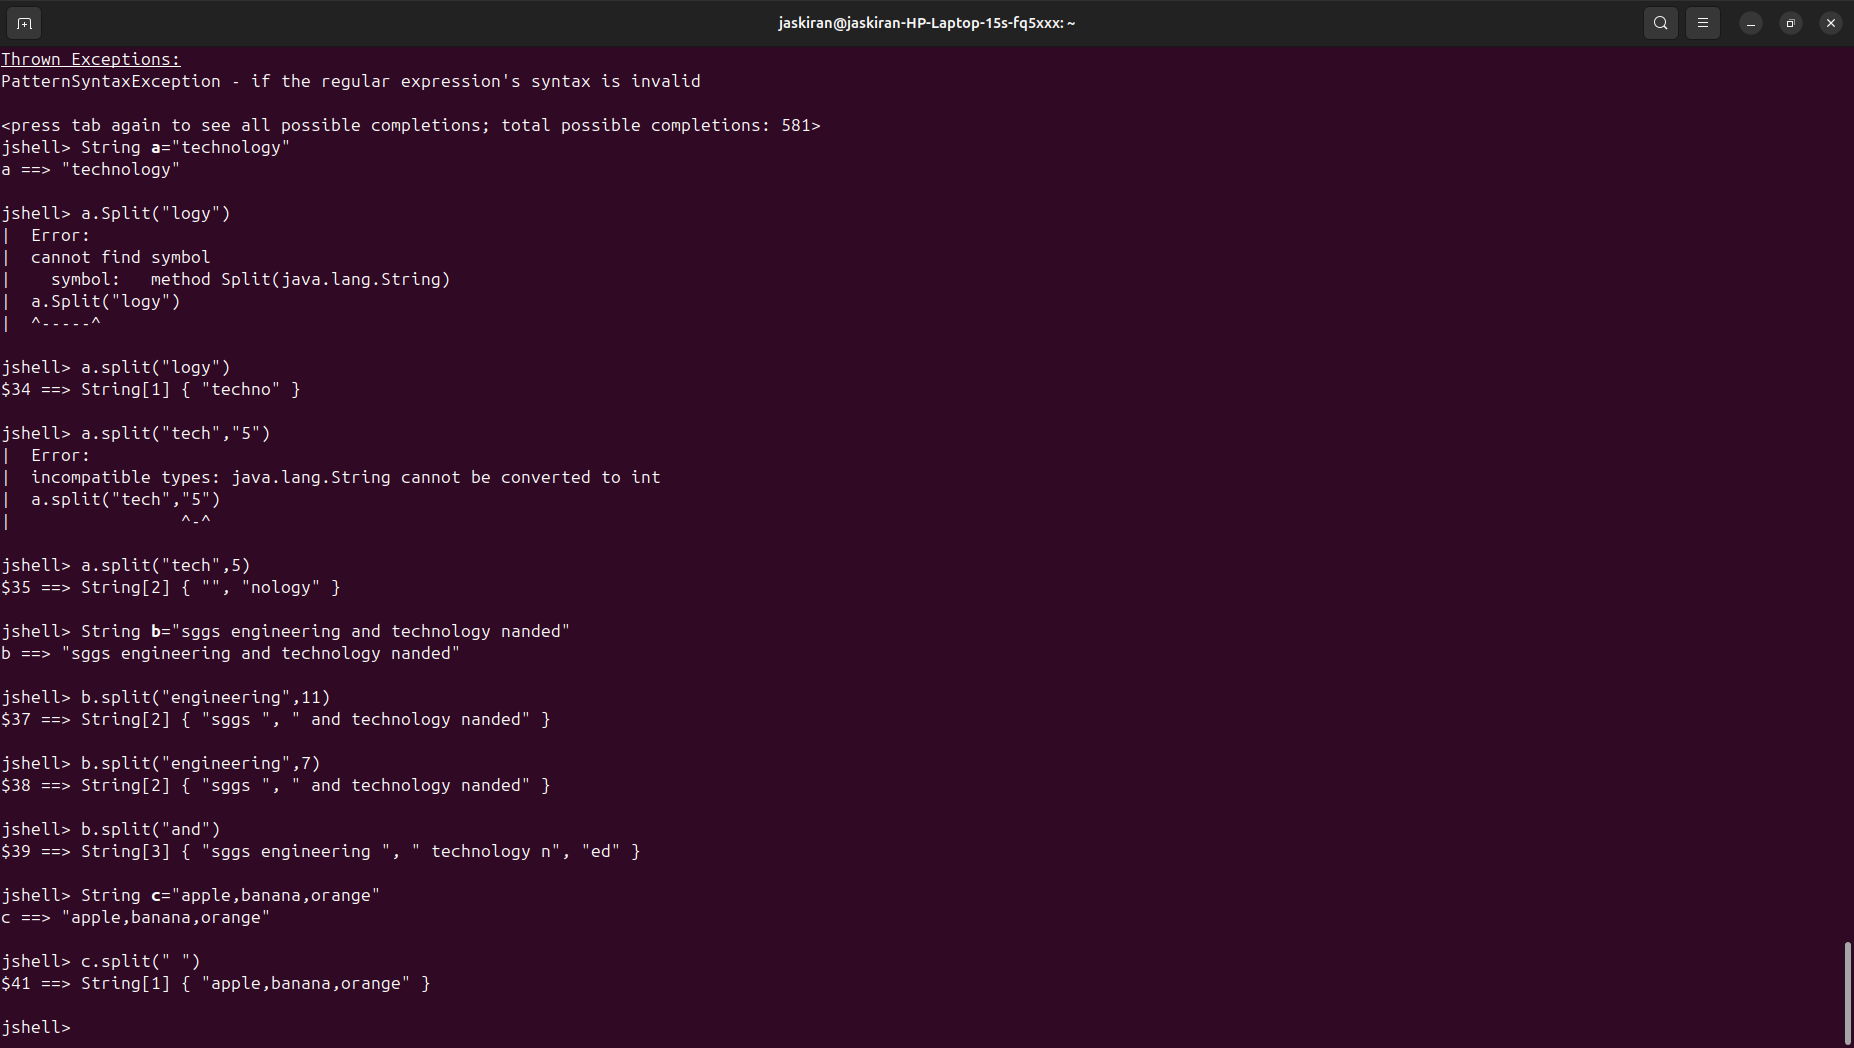 jaskiran@jaskiran-HP-Laptop-15s-fq5xxx: ~
Thrown Exceptions:
PatternSyntaxException - if the regular expression's syntax is invalid
<press tab again to see all possible completions; total possible completions: 581>
jshell> String a="technology"
a ==> "technology"
jshell> a.Split("logy")
|  Error:
|  cannot find symbol
|    symbol:   method Split(java.lang.String)
|  a.Split("logy")
|  ^-----^
jshell> a.split("logy")
$34 ==> String[1] { "techno" }
jshell> a.split("tech","5")
|  Error:
|  incompatible types: java.lang.String cannot be converted to int
|  a.split("tech","5")
|                 ^-^
jshell> a.split("tech",5)
$35 ==> String[2] { "", "nology" }
jshell> String b="sggs engineering and technology nanded"
b ==> "sggs engineering and technology nanded"
jshell> b.split("engineering",11)
$37 ==> String[2] { "sggs ", " and technology nanded" }
jshell> b.split("engineering",7)
$38 ==> String[2] { "sggs ", " and technology nanded" }
jshell> b.split("and")
$39 ==> String[3] { "sggs engineering ", " technology n", "ed" }
jshell> String c="apple,banana,orange"
c ==> "apple,banana,orange"
jshell> c.split(" ")
$41 ==> String[1] { "apple,banana,orange" }
jshell>